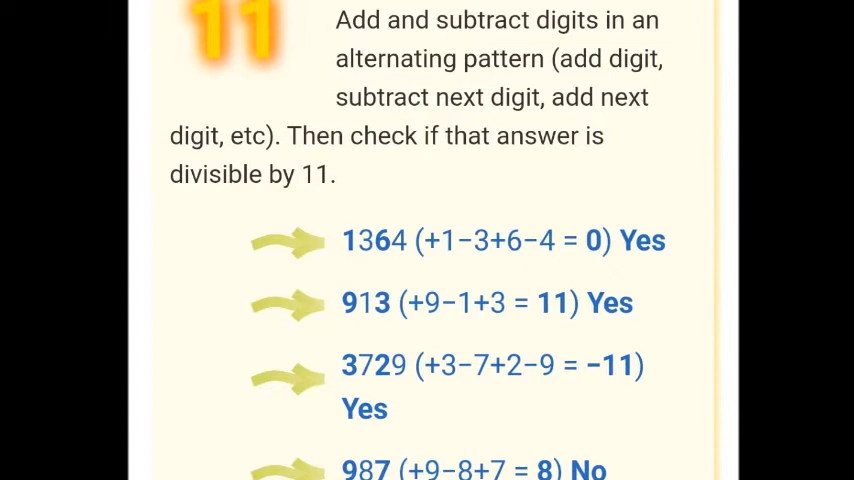 11
Add and subtract digits in an
alternating pattern (add digit,
subtract next digit, add next
digit, etc). Then check if that answer is
divisible by 11.
1364 (+1−3+6−4 = 0) Yes
913 (+9−1+3 = 11) Yes
3729 (+3−7+2−9 = −11)
Yes
987 (+9−8+7 = 8) No